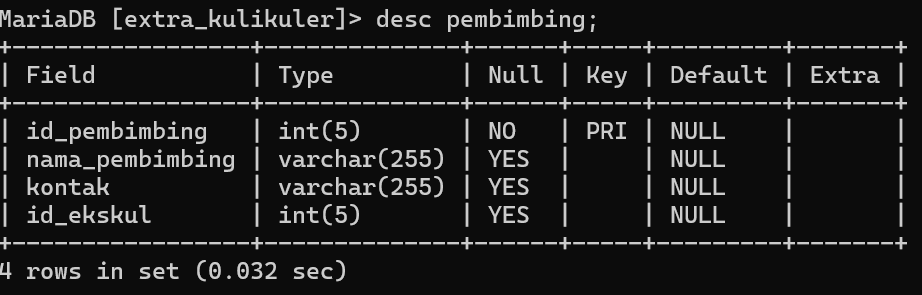 MariaDB [extra_kulikuler]> desc pembimbing;
+-----------------+--------------+------+-----+---------+-------+
| Field           | Type         | Null | Key | Default | Extra |
+-----------------+--------------+------+-----+---------+-------+
| id_pembimbing   | int(5)       | NO   | PRI | NULL    |       |
| nama_pembimbing | varchar(255) | YES  |     | NULL    |       |
| kontak          | varchar(255) | YES  |     | NULL    |       |
| id_ekskul       | int(5)       | YES  |     | NULL    |       |
+-----------------+--------------+------+-----+---------+-------+
4 rows in set (0.032 sec)